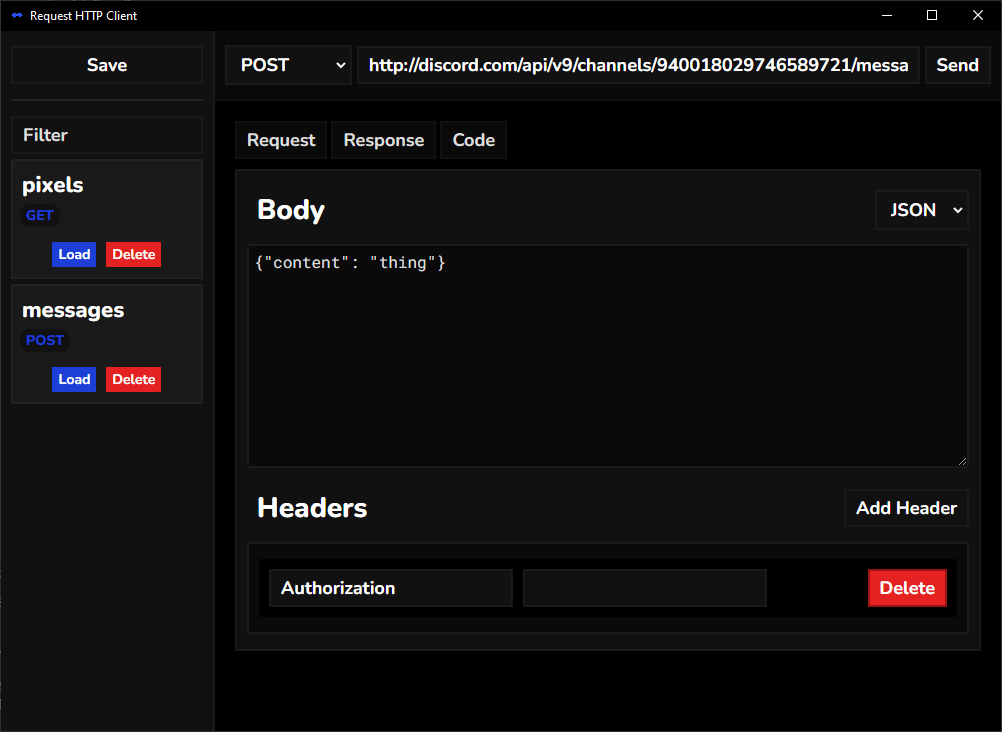 Request HTTP Client
Save
Filter
pixels
GET
Load Delete
messages
POST
Load Delete
POST http://discord.com/api/v9/channels/940018029746589721/messa Send
Request Response Code
Body JSON
{"content": "thing"}
Headers Add Header
Authorization Delete